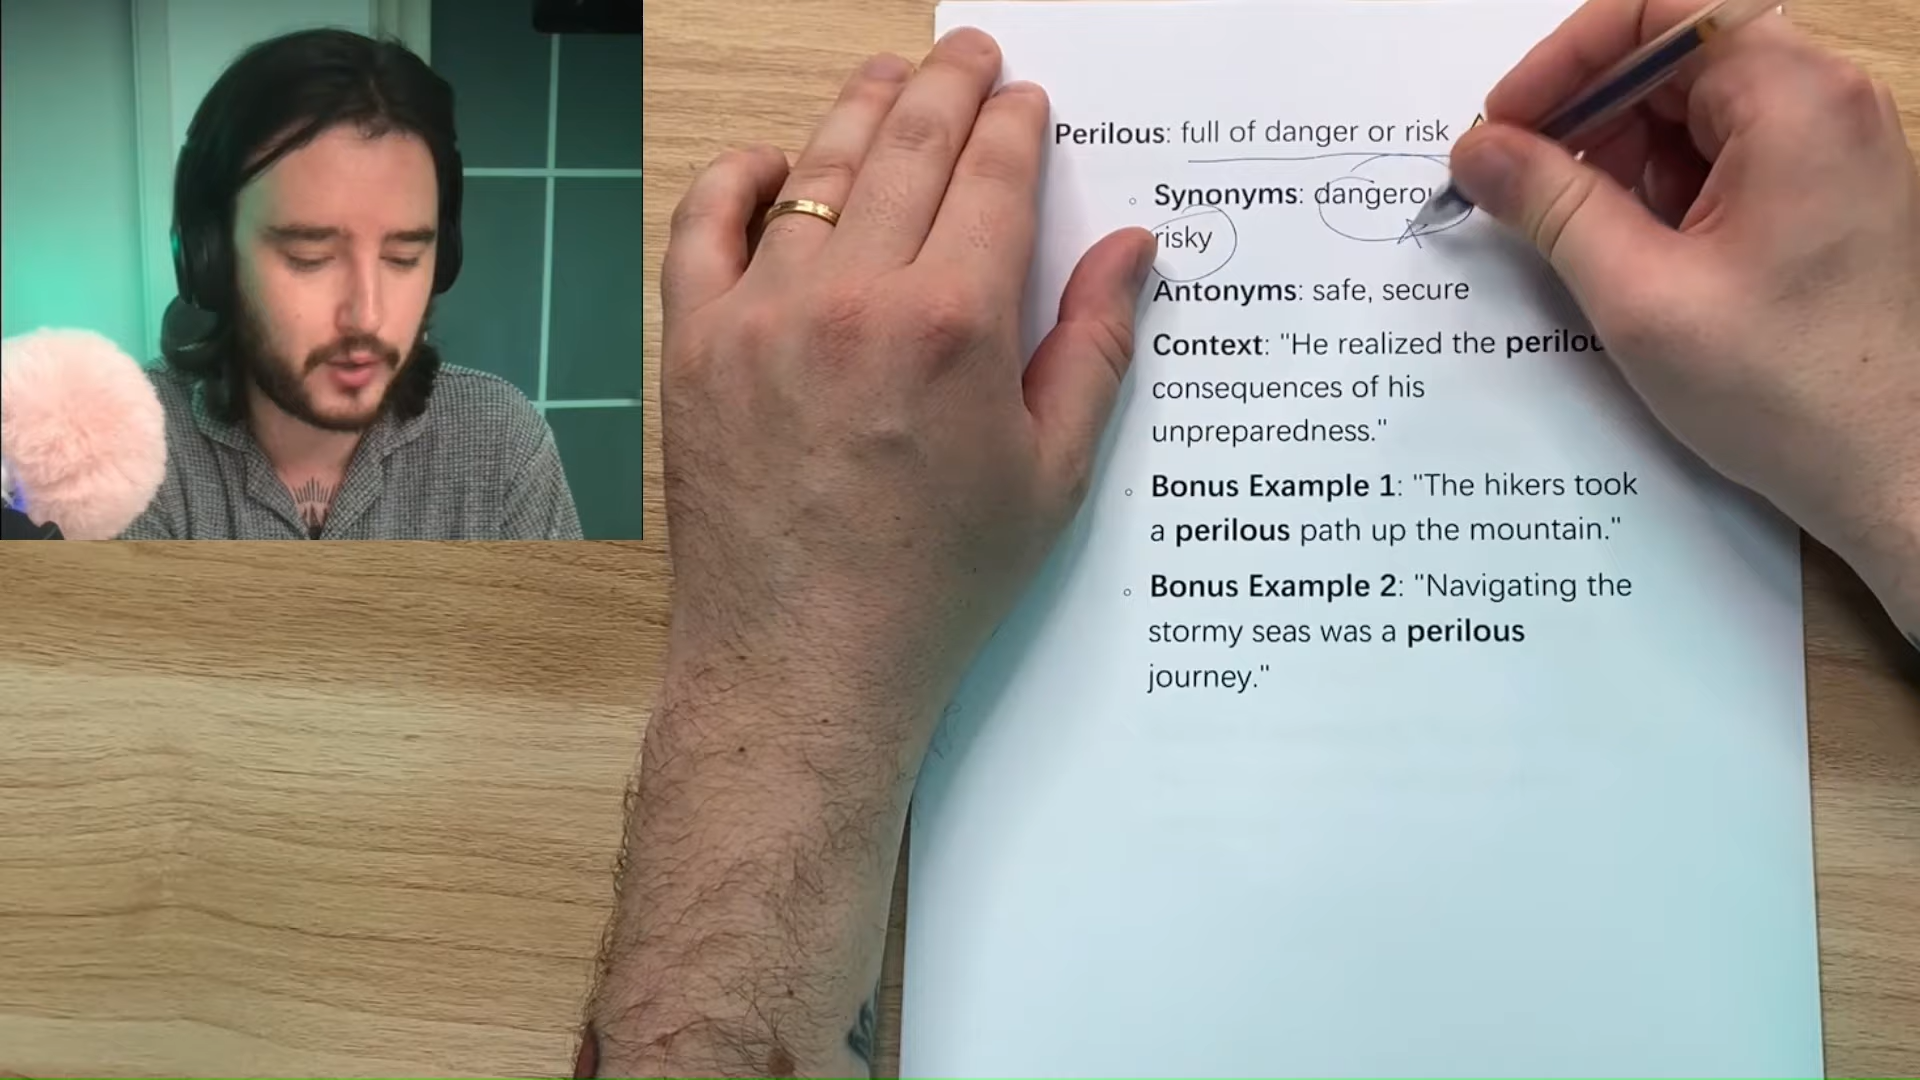 Perilous: full of danger or risk
Synonyms:
risky
Antonyms: safe, secure
Context: "He realized the
consequences of his
unpreparedness."
Bonus Example 1: "The hikers took
a perilous path up the mountain."
Bonus Example 2: "Navigating the
stormy seas was a perilous
journey."